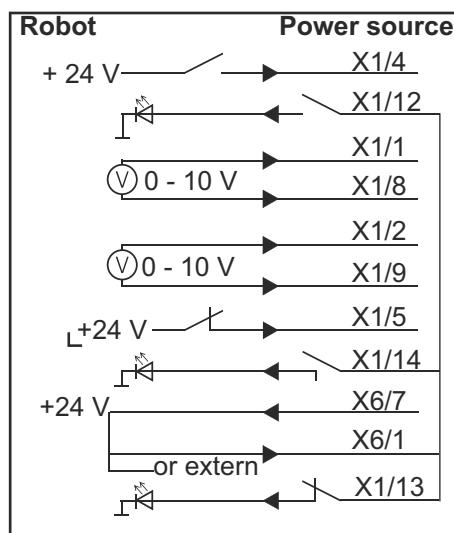 Robot Power source
+ 24 V X1/4
X1/12
X1/1
V 0 - 10 V
X1/8
X1/2
V 0 - 10 V
X1/9
+24 V X1/5
X1/14
+24 V X6/7
X6/1
or extern
X1/13